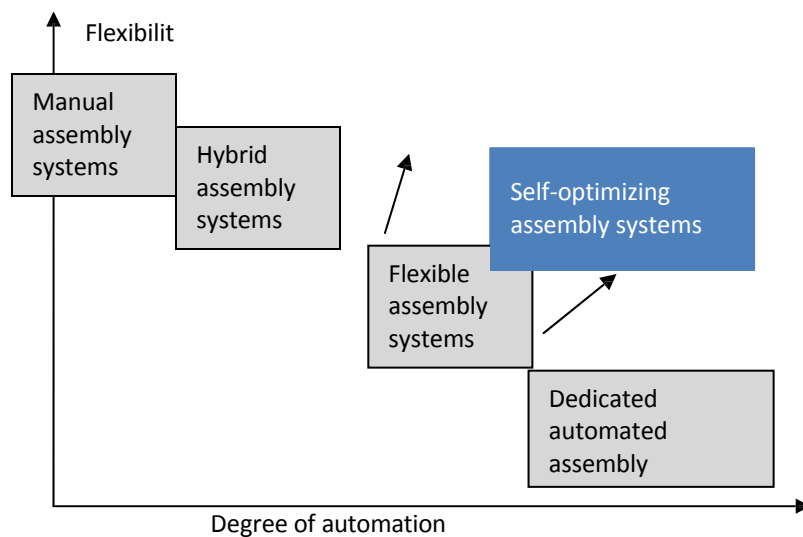 Flexibilit
Manual
assembly
systems
Hybrid
assembly
systems
Self-optimizing
assembly systems
Flexible
assembly
systems
Dedicated
automated
assembly
Degree of automation